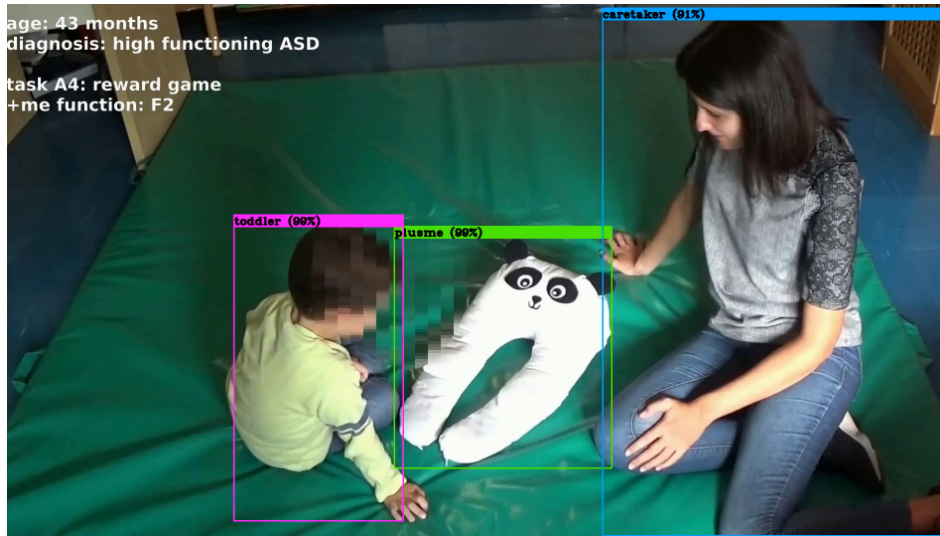 age: 43 months
diagnosis: high functioning ASD
task A4: reward game
+me function: F2
caretaker (91%)
toddler (99%)
plusme (99%)